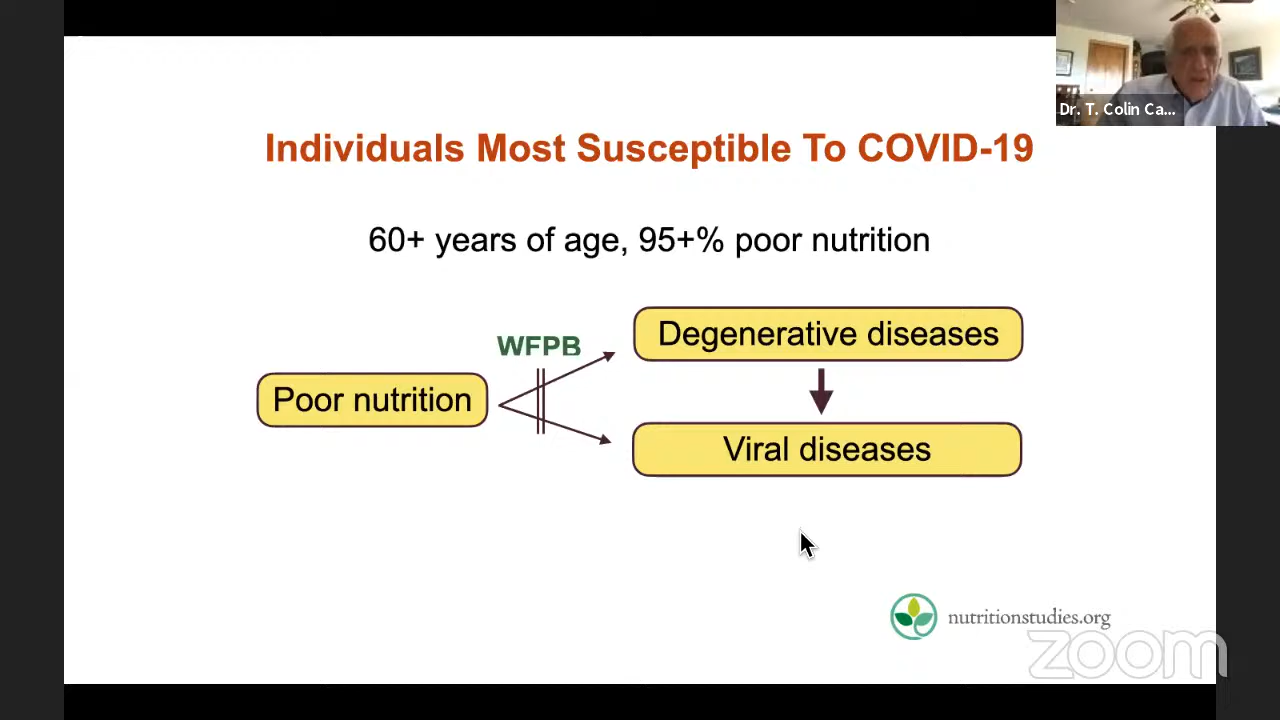 Dr. T. Colin Ca...
Individuals Most Susceptible To COVID-19
60+ years of age, 95+% poor nutrition
WFPB
Degenerative diseases
Poor nutrition
Viral diseases
nutritionstudies.org
zoom